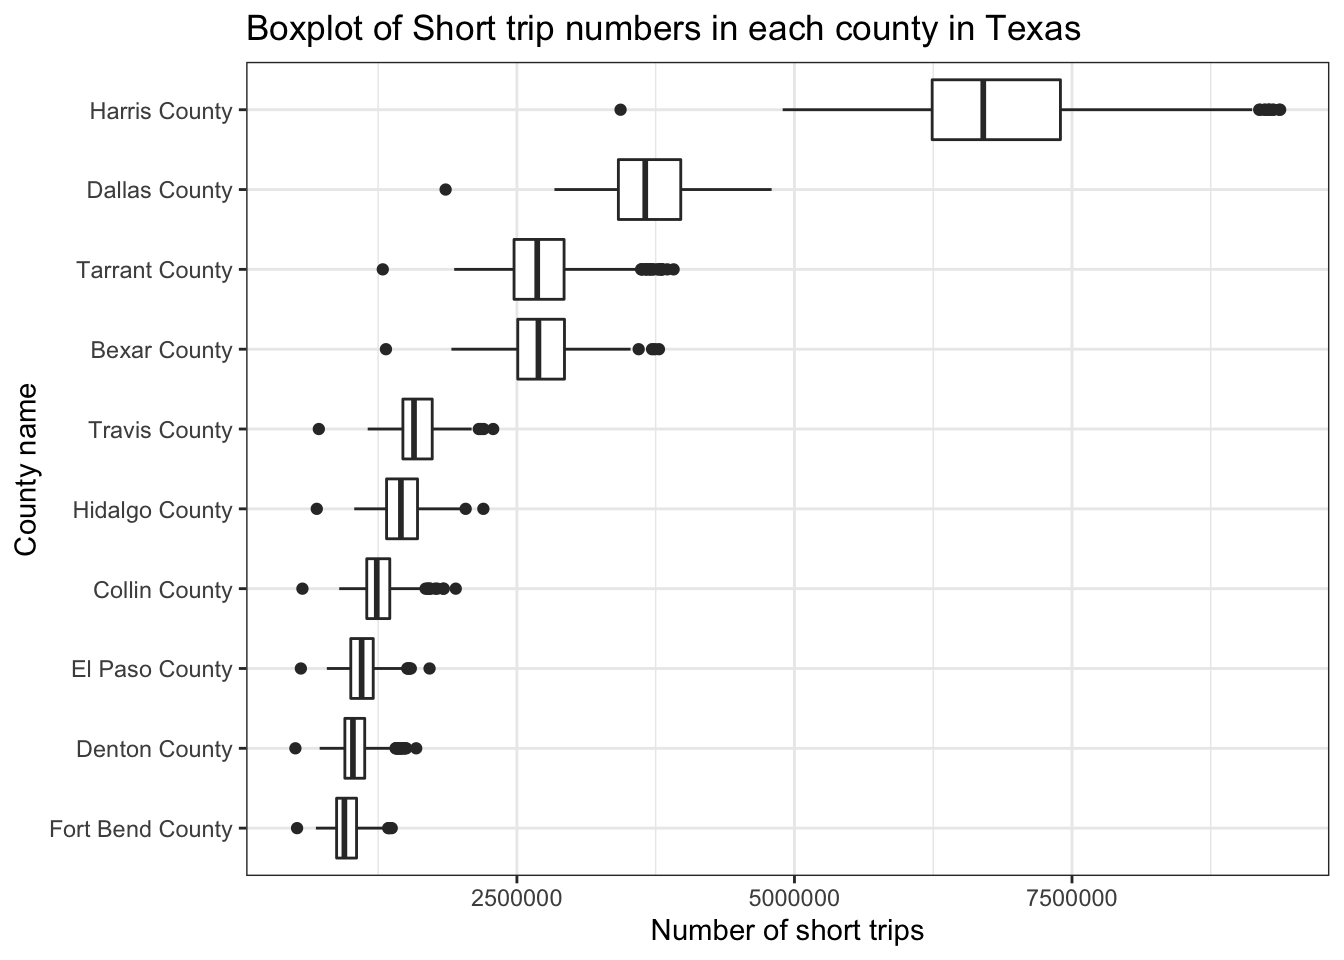 Boxplot of Short trip numbers in each county in Texas
County name
Harris County
Dallas County
Tarrant County
Bexar County
Travis County
Hidalgo County
Collin County
El Paso County
Denton County
Fort Bend County
2500000
5000000
7500000
Number of short trips